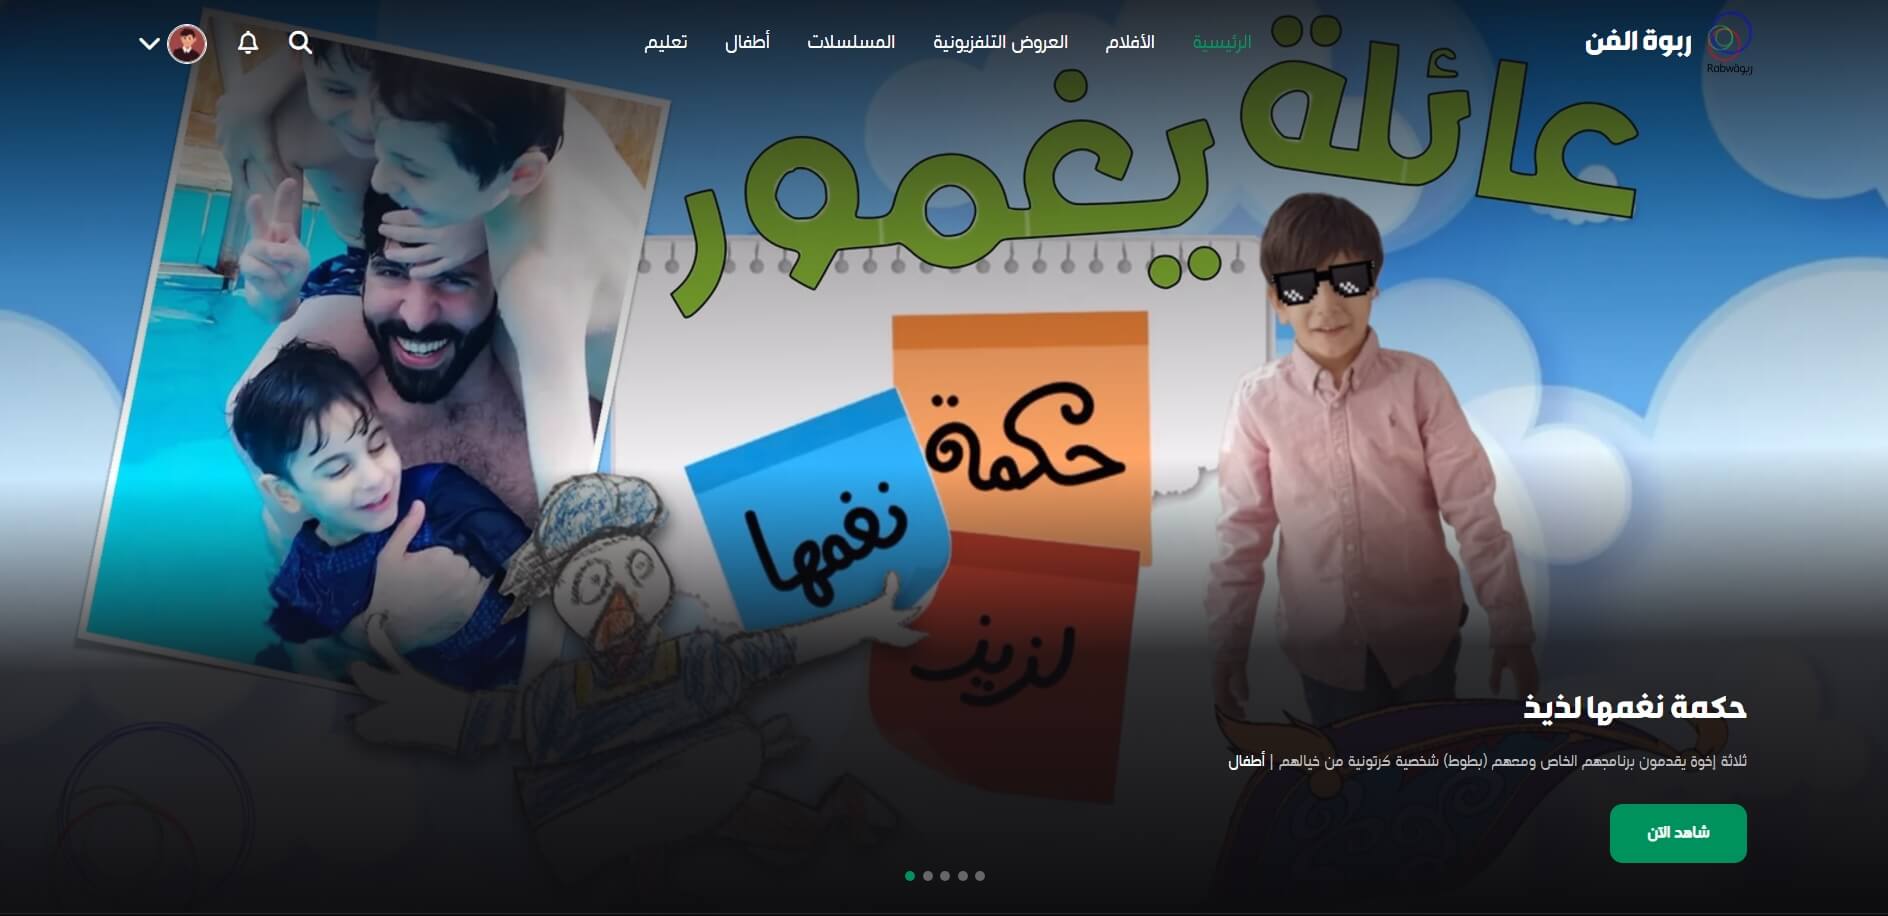 ربوة الفن
ربوة Rabwa
الرئيسية
الأفلام
العروض التلفزيونية
المسلسلات
أطفال
تعليم
عائلة يغمور
حكمة
نغمها
لذيذ
حكمة نغمها لذيذ
ثلاثة إخوة يقدمون برنامجهم الخاص ومعهم (بطوط) شخصية كرتونية من خيالهم | أطفال
شاهد الآن